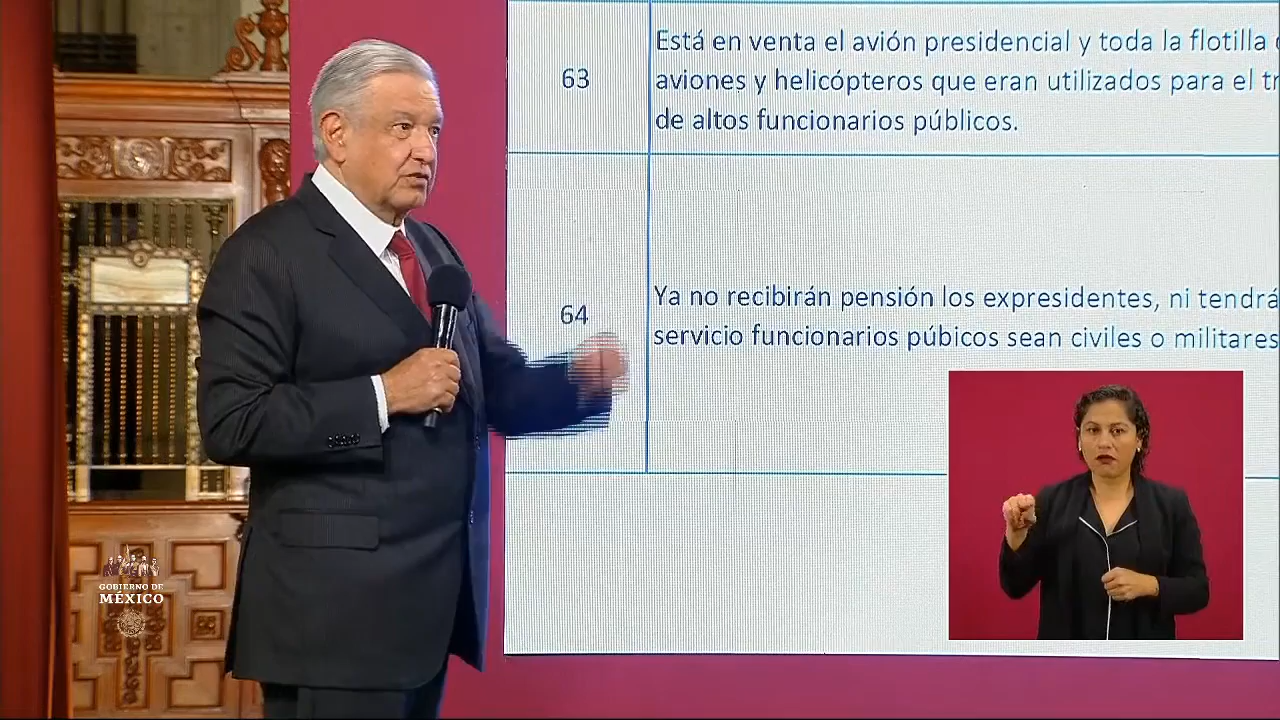 63
Está en venta el avión presidencial y toda la flotilla
aviones y helicópteros que eran utilizados para el
de altos funcionarios públicos.
64
Ya no recibirán pensión los expresidentes, ni
servicio funcionarios púbicos sean civiles o militares
GOBIERNO DE
MÉXICO